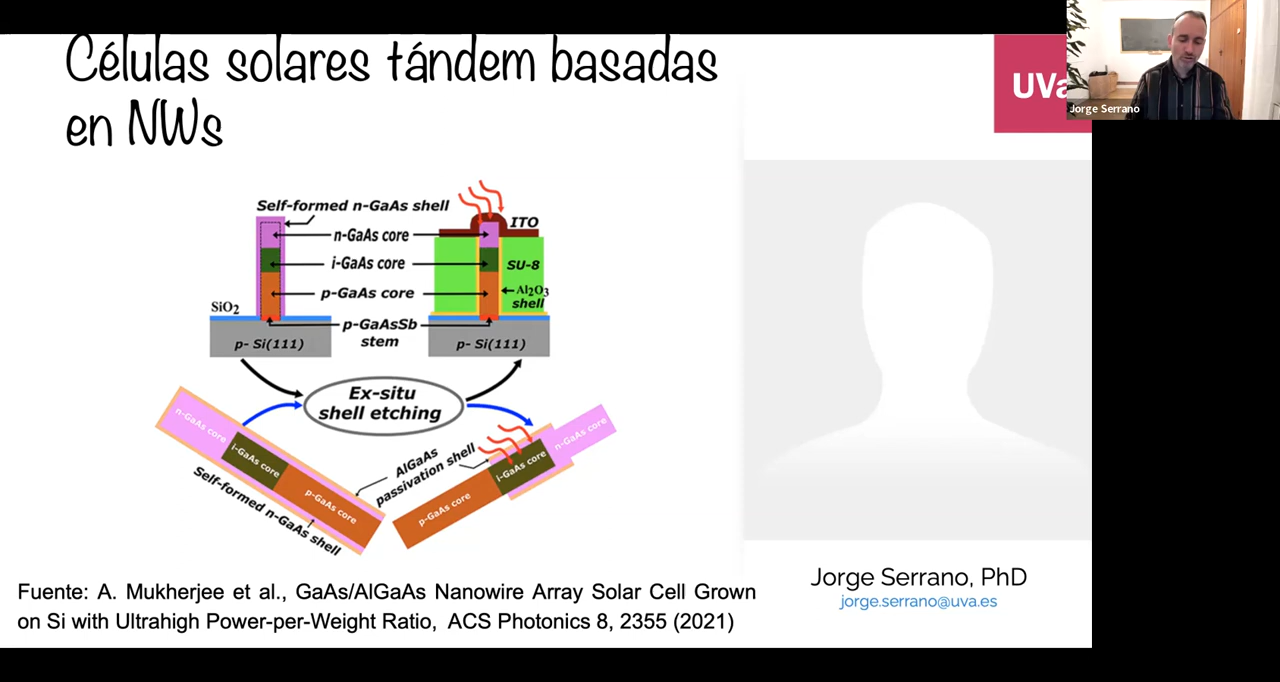 Células solares tándem basadas
en NWs
UVa
Jorge Serrano
Self-formed n-GaAs shell
ITO
n-GaAs core
i-GaAs core
SU-8
p-GaAs core
Al2O3
shell
SiO2
p-GaAsSb
stem
p- Si(111)
p- Si(111)
Ex-situ
shell etching
n-GaAs core
i-GaAs core
p-GaAs core
Self-formed n-GaAs shell
AlGaAs
passivation shell
n-GaAs core
i-GaAs core
p-GaAs core
Fuente: A. Mukherjee et al., GaAs/AlGaAs Nanowire Array Solar Cell Grown
on Si with Ultrahigh Power-per-Weight Ratio, ACS Photonics 8, 2355 (2021)
Jorge Serrano, PhD
jorge.serrano@uva.es